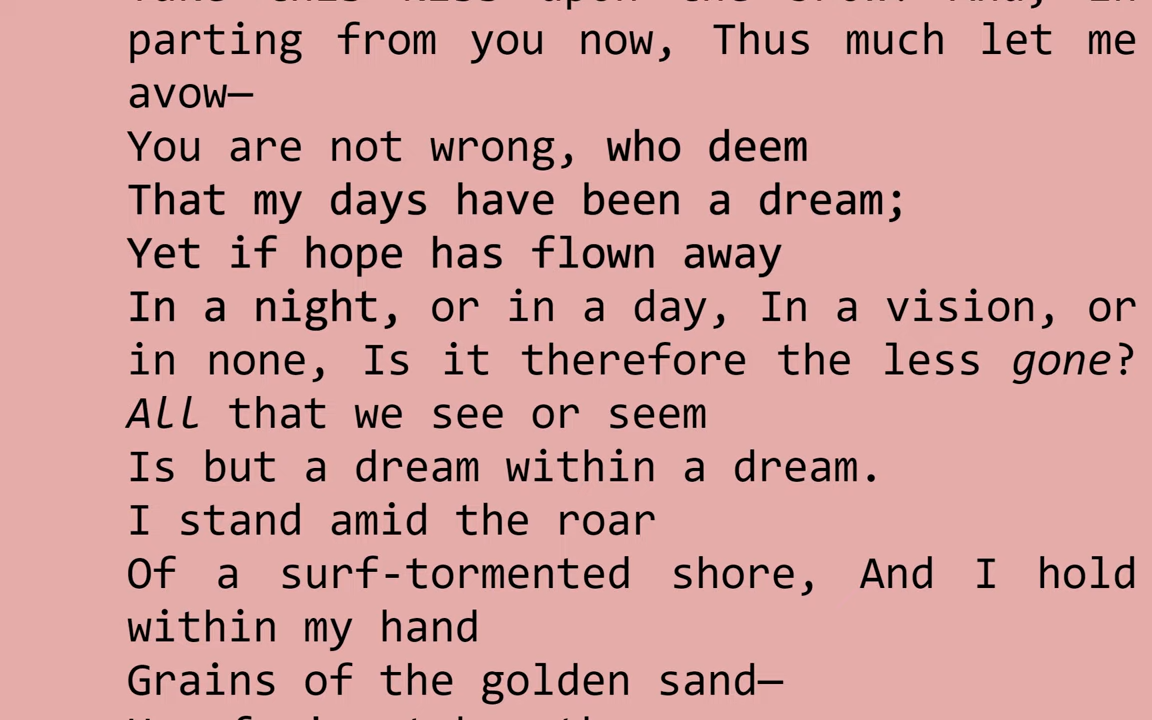 parting from you now, Thus much let me
avow—
You are not wrong, who deem
That my days have been a dream;
Yet if hope has flown away
In a night, or in a day, In a vision, or
in none, Is it therefore the less gone?
All that we see or seem
Is but a dream within a dream.
I stand amid the roar
Of a surf-tormented shore, And I hold
within my hand
Grains of the golden sand—